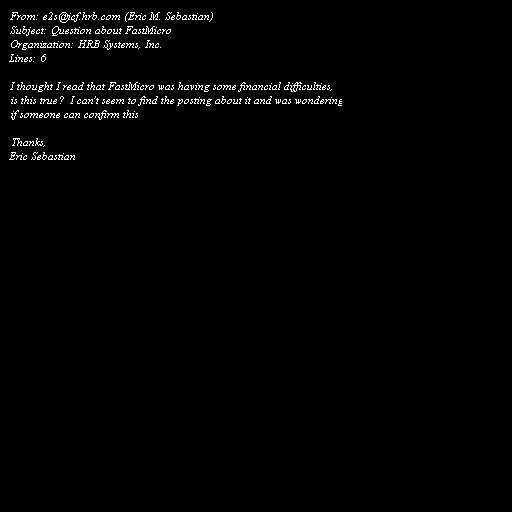 From: e2s@jcf.hrb.com (Eric M. Sebastian)
Subject: Question about FastMicro
Organization: HRB Systems, Inc.
Lines: 6

I thought I read that FastMicro was having some financial difficulties,
is this true?  I can't seem to find the posting about it and was wondering
if someone can confirm this

Thanks,
Eric Sebastian